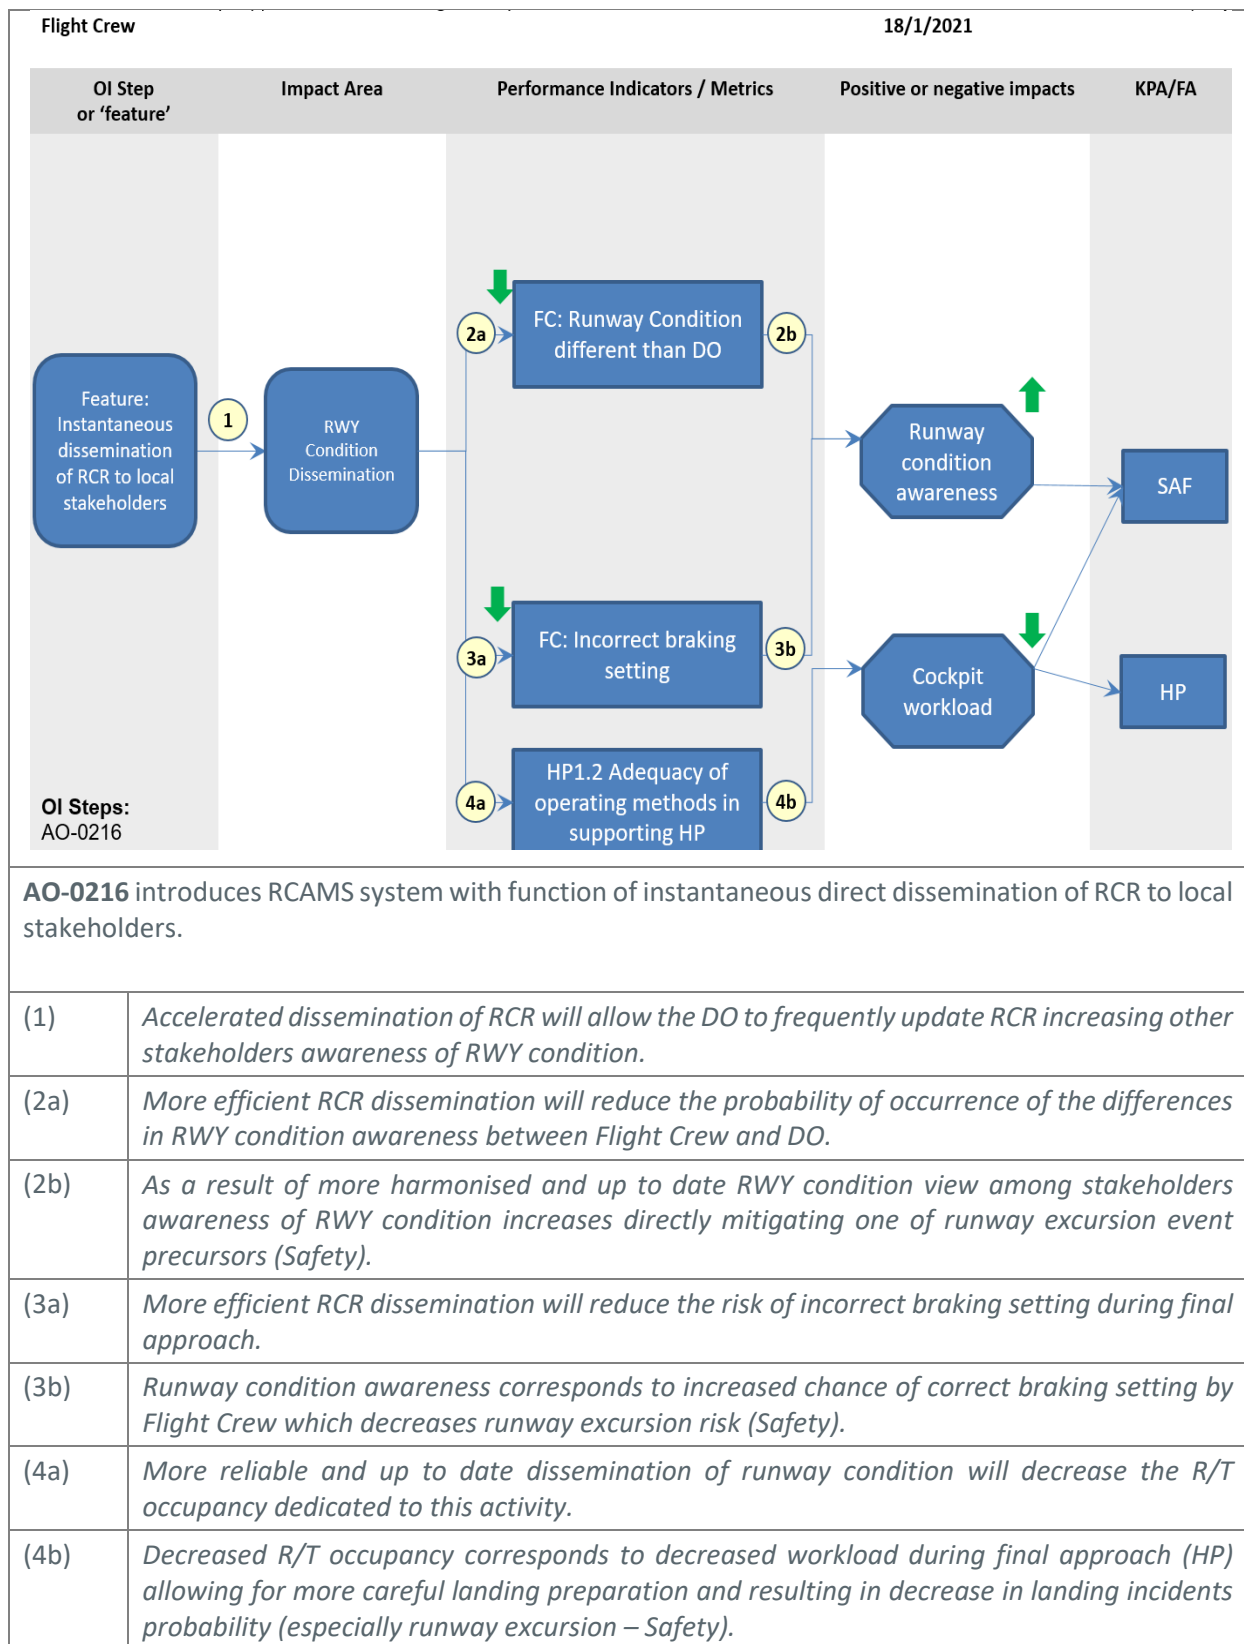 Flight Crew
18/1/2021
OI Step
or ‘feature’
Impact Area
Performance Indicators / Metrics
Positive or negative impacts
KPA/FA
Feature:
Instantaneous
dissemination
of RCR to local
stakeholders
1
RWY
Condition
Dissemination
2a
FC: Runway Condition
different than DO
2b
Runway
condition
awareness
SAF
3a
FC: Incorrect braking
setting
3b
Cockpit
workload
HP
4a
HP1.2 Adequacy of
operating methods in
supporting HP
4b
OI Steps:
AO-0216
AO-0216 introduces RCAMS system with function of instantaneous direct dissemination of RCR to local
stakeholders.
(1) Accelerated dissemination of RCR will allow the DO to frequently update RCR increasing other
stakeholders awareness of RWY condition.
(2a) More efficient RCR dissemination will reduce the probability of occurrence of the differences
in RWY condition awareness between Flight Crew and DO.
(2b) As a result of more harmonised and up to date RWY condition view among stakeholders
awareness of RWY condition increases directly mitigating one of runway excursion event
precursors (Safety).
(3a) More efficient RCR dissemination will reduce the risk of incorrect braking setting during final
approach.
(3b) Runway condition awareness corresponds to increased chance of correct braking setting by
Flight Crew which decreases runway excursion risk (Safety).
(4a) More reliable and up to date dissemination of runway condition will decrease the R/T
occupancy dedicated to this activity.
(4b) Decreased R/T occupancy corresponds to decreased workload during final approach (HP)
allowing for more careful landing preparation and resulting in decrease in landing incidents
probability (especially runway excursion – Safety).